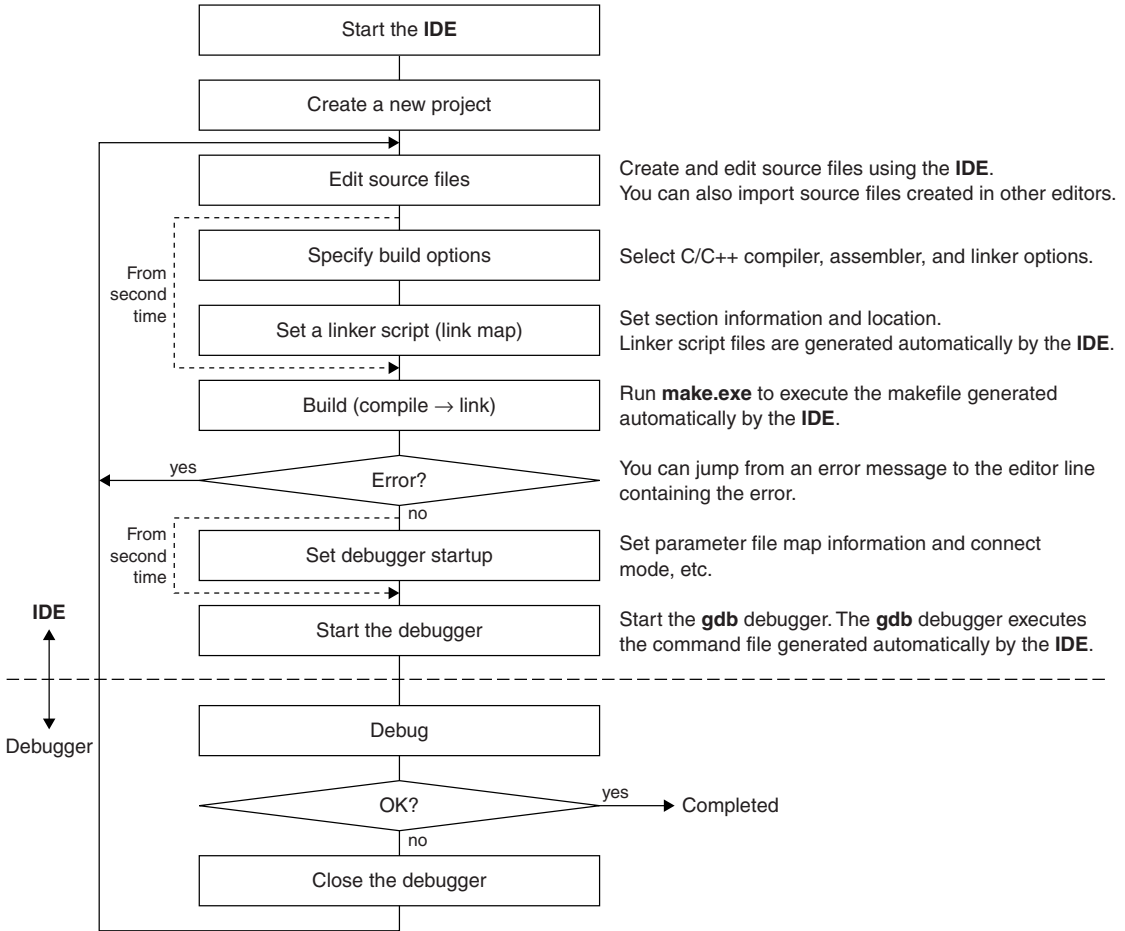 Start the IDE
Create a new project
Edit source files
Create and edit source files using the IDE.
You can also import source files created in other editors.
From
second
time
Specify build options
Select C/C++ compiler, assembler, and linker options.
Set a linker script (link map)
Set section information and location.
Linker script files are generated automatically by the IDE.
Build (compile → link)
Run make.exe to execute the makefile generated
automatically by the IDE.
yes
Error?
You can jump from an error message to the editor line
containing the error.
no
From
second
time
Set debugger startup
Set parameter file map information and connect
mode, etc.
IDE
Start the debugger
Start the gdb debugger. The gdb debugger executes
the command file generated automatically by the IDE.
Debugger
Debug
OK?
yes
Completed
no
Close the debugger